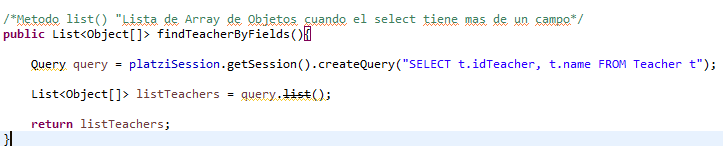 /*Metodo list() "Lista de Array de Objetos cuando el select tiene mas de un campo*/
public List<Object[]> findTeacherByFields(){
Query query = platziSession.getSession().createQuery("SELECT t.idTeacher, t.name FROM Teacher t");
List<Object[]> listTeachers = query.list();
return listTeachers;
}